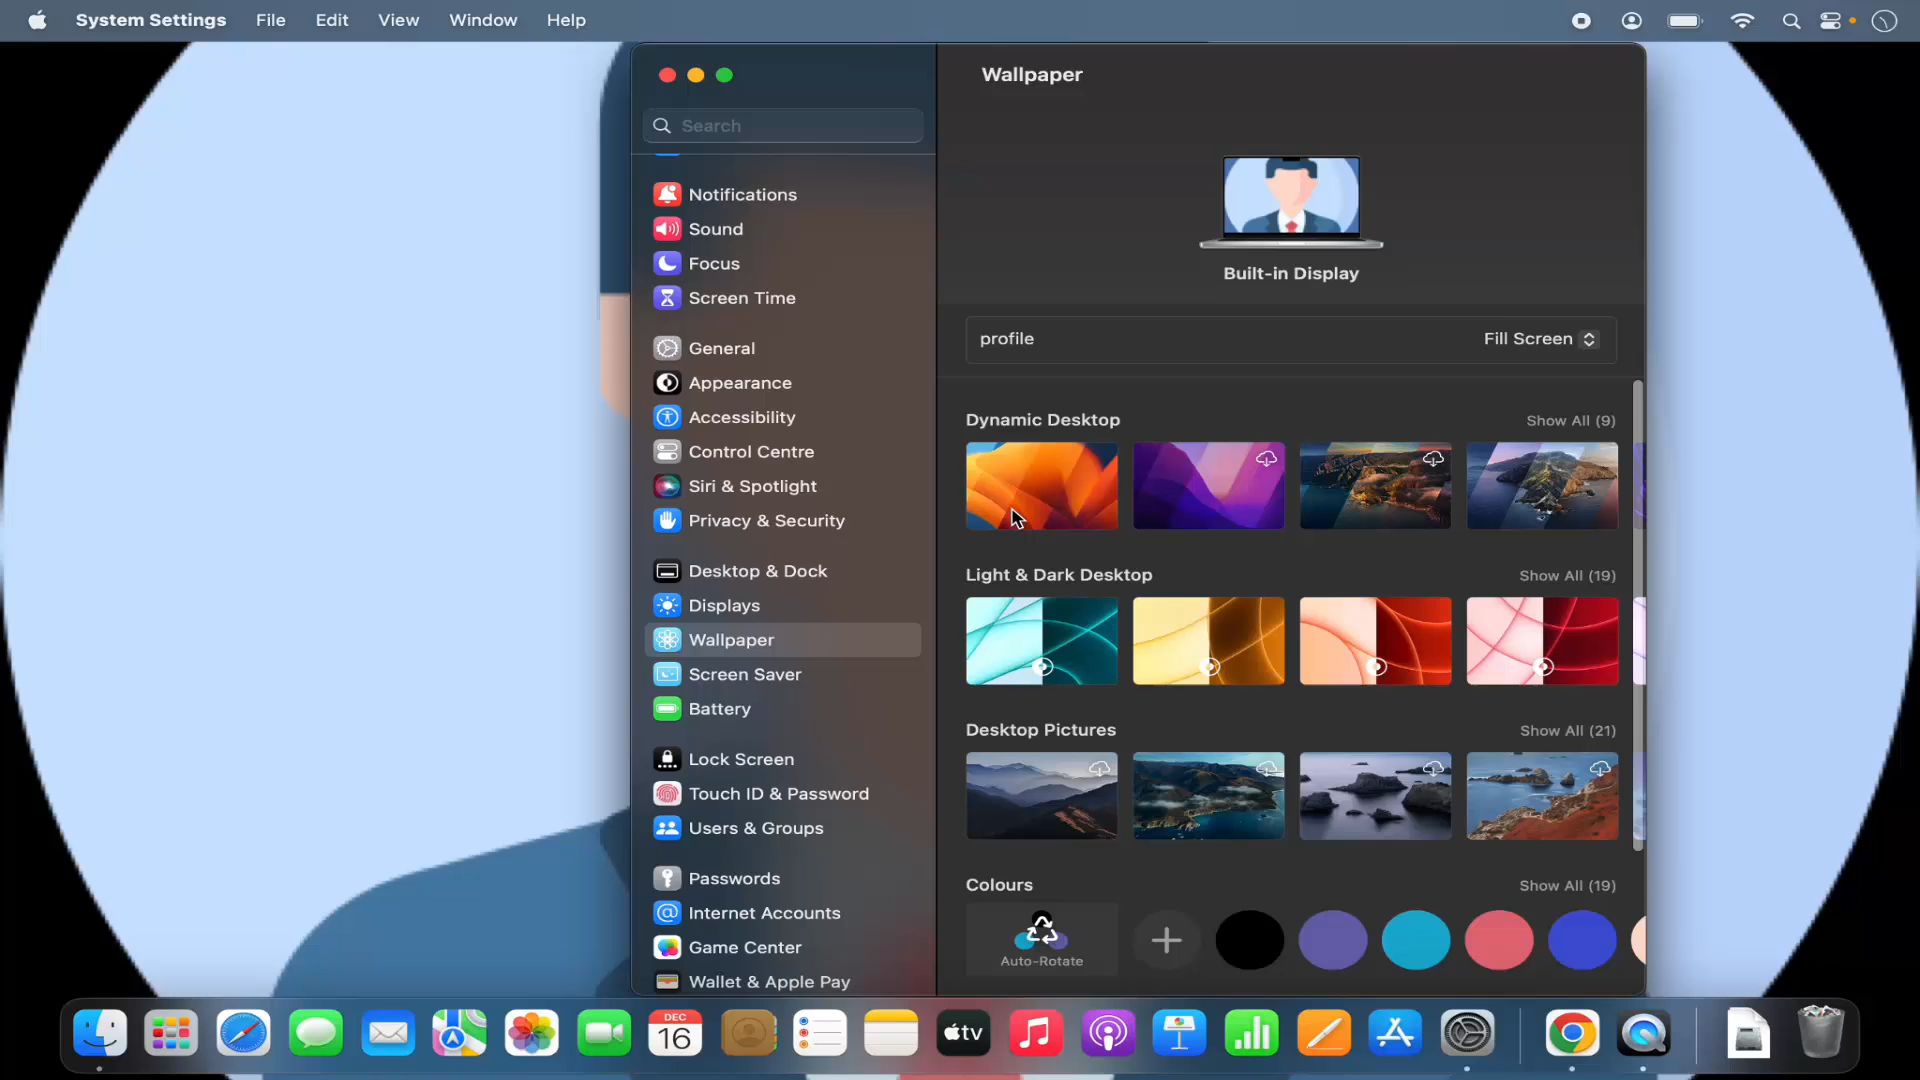 System Settings File Edit View Window Help
Wallpaper
Search
Notifications
Sound
Focus
Screen Time
General
Appearance
Accessibility
Control Centre
Siri & Spotlight
Privacy & Security
Desktop & Dock
Displays
Wallpaper
Screen Saver
Battery
Lock Screen
Touch ID & Password
Users & Groups
Passwords
Internet Accounts
Game Center
Wallet & Apple Pay
Built-in Display
profile Fill Screen
Dynamic Desktop Show All (9)
Light & Dark Desktop Show All (19)
Desktop Pictures Show All (21)
Colours Show All (19)
Auto-Rotate
DEC
16
tv